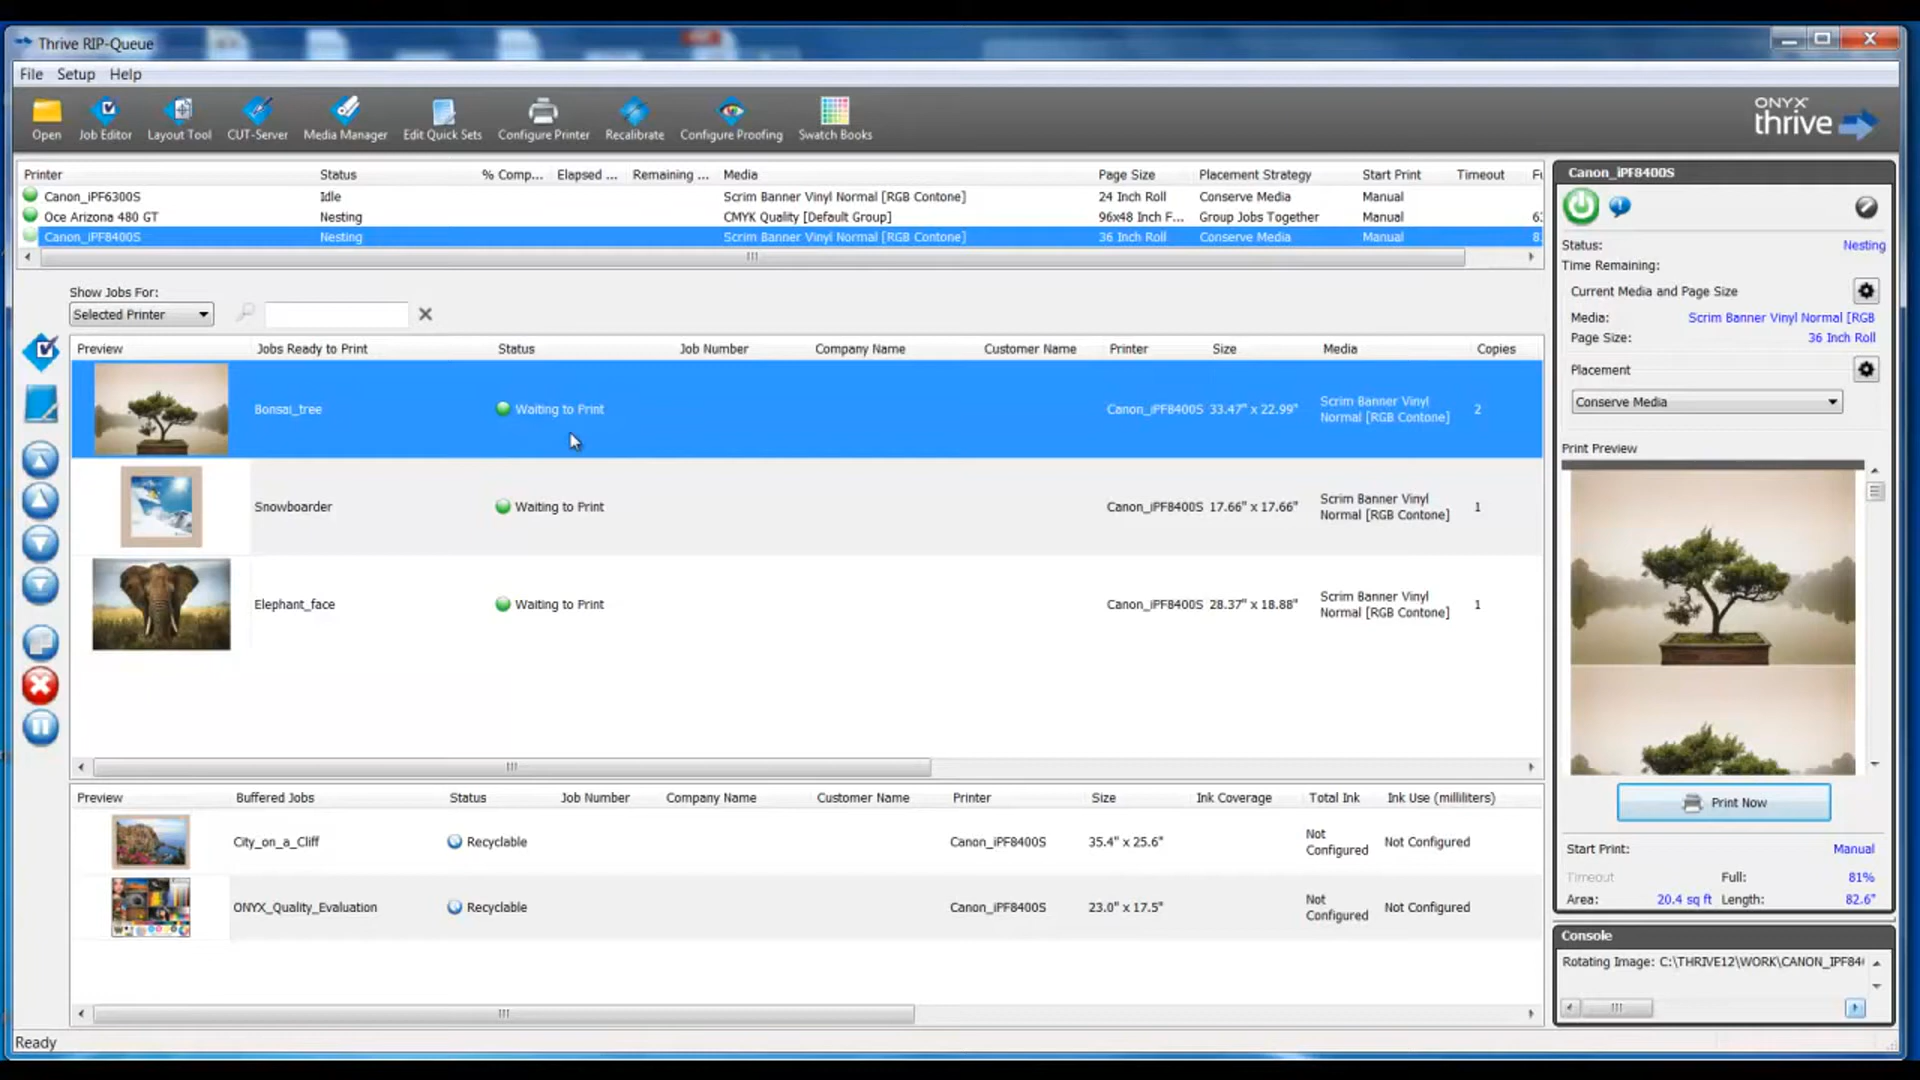 Thrive RIP-Queue
File Setup Help
Open Job Editor Layout Tool CUT-Server Media Manager Edit Quick Sets Configure Printer Recalibrate Configure Proofing Swatch Books
ONYX
thrive
Printer Status % Comp... Elapsed ... Remaining ... Media Page Size Placement Strategy Start Print Timeout Fu
Canon_iPF6300S Idle Scrim Banner Vinyl Normal [RGB Contone] 24 Inch Roll Conserve Media Manual
Oce Arizona 480 GT Nesting CMYK Quality [Default Group] 96x48 Inch F... Group Jobs Together Manual 6:
Canon_iPF8400S Nesting Scrim Banner Vinyl Normal [RGB Contone] 36 Inch Roll Conserve Media Manual 8
Show Jobs For:
Selected Printer
Preview Jobs Ready to Print Status Job Number Company Name Customer Name Printer Size Media Copies
Bonsai_tree Waiting to Print Canon_iPF8400S 33.47" x 22.99" Scrim Banner Vinyl Normal [RGB Contone] 2
Snowboarder Waiting to Print Canon_iPF8400S 17.66" x 17.66" Scrim Banner Vinyl Normal [RGB Contone] 1
Elephant_face Waiting to Print Canon_iPF8400S 28.37" x 18.88" Scrim Banner Vinyl Normal [RGB Contone] 1
Preview Buffered Jobs Status Job Number Company Name Customer Name Printer Size Ink Coverage Total Ink Ink Use (milliliters)
City_on_a_Cliff Recyclable Canon_iPF8400S 35.4" x 25.6" Not Configured Not Configured
ONYX_Quality_Evaluation Recyclable Canon_iPF8400S 23.0" x 17.5" Not Configured Not Configured
Ready
Canon_iPF8400S
Status: Nesting
Time Remaining:
Current Media and Page Size
Media: Scrim Banner Vinyl Normal [RGB
Page Size: 36 Inch Roll
Placement
Conserve Media
Print Preview
Print Now
Start Print: Manual
Timeout Full: 81%
Area: 20.4 sq ft Length: 82.6"
Console
Rotating Image: C:\THRIVE12\WORK\CANON_IPF84